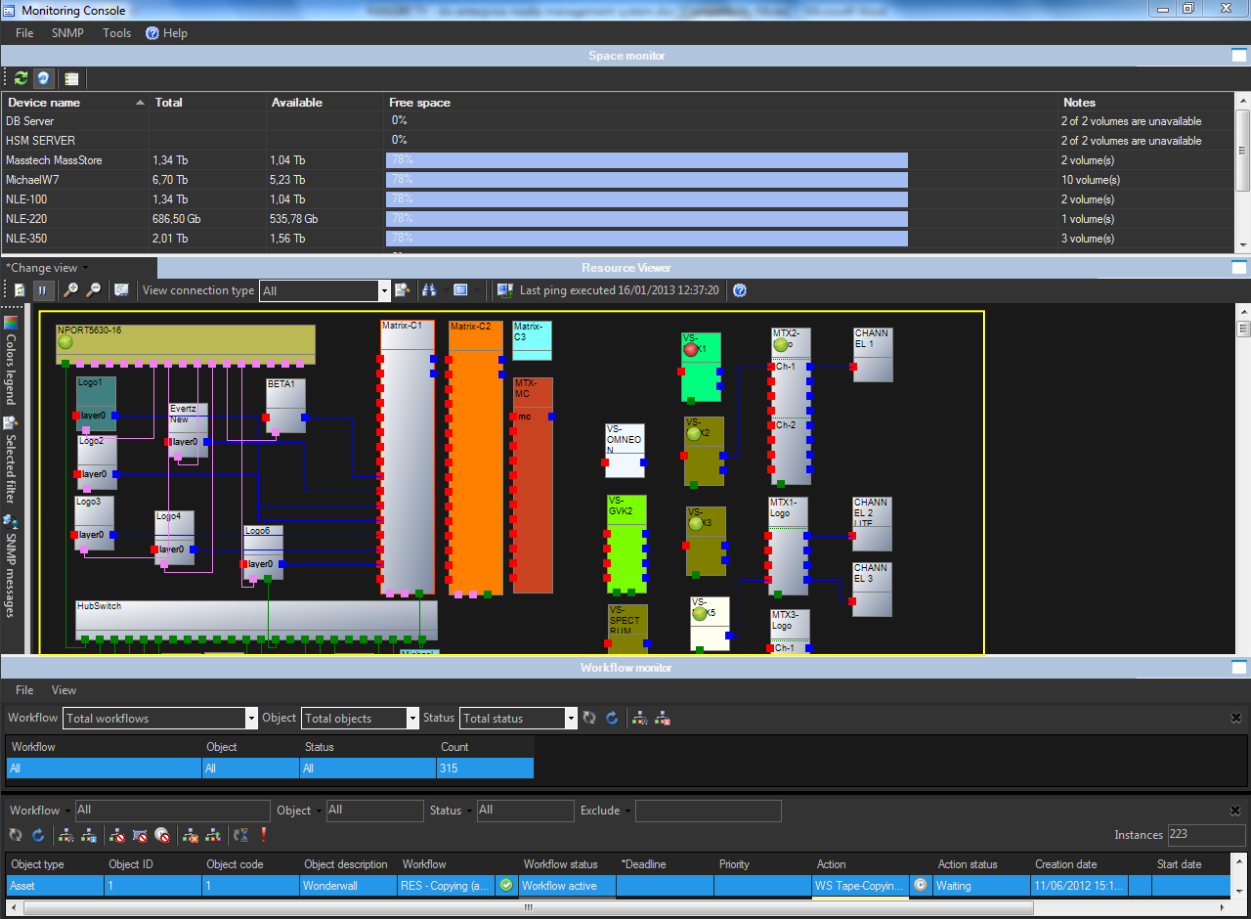 Monitoring Console
File SNMP Tools Help
Space monitor
Device name Total Available Free space Notes
DB Server 0% 2 of 2 volumes are unavailable
HSM SERVER 0% 2 of 2 volumes are unavailable
Masstech MassStore 1,34 Tb 1,04 Tb 78% 2 volume(s)
MichaelW7 6,70 Tb 5,23 Tb 78% 10 volume(s)
NLE-100 1,34 Tb 1,04 Tb 78% 2 volume(s)
NLE-220 686,50 Gb 535,78 Gb 78% 1 volume(s)
NLE-350 2,01 Tb 1,56 Tb 78% 3 volume(s)
*Change view Resource Viewer
View connection type All Last ping executed 16/01/2013 12:37:20
Colors legend
Selected filter
SNMP messages
NPORT5630-16
Matrix-C1
Matrix-C2
Matrix-C3
MTX-MC
mc
Logo1
layer0
Evertz New
layer0
BETA1
Logo2
layer0
Logo3
layer0
Logo4
layer0
Logo6
layer0
HubSwitch
VS-OMNEON
VS-GVK2
VS-SPECTRUM
MTX2-
Ch-1
Ch-2
CHANNEL 1
MTX1-Logo
CHANNEL 2 LITE
CHANNEL 3
MTX3-Logo
Ch-1
Workflow monitor
File View
Workflow Total workflows Object Total objects Status Total status
Workflow Object Status Count
All All All 315
Workflow All Object All Status All Exclude
Instances 223
Object type Object ID Object code Object description Workflow Workflow status *Deadline Priority Action Action status Creation date Start date
Asset 1 1 Wonderwall RES - Copying (a... Workflow active WS Tape-Copyin... Waiting 11/06/2012 15:1...